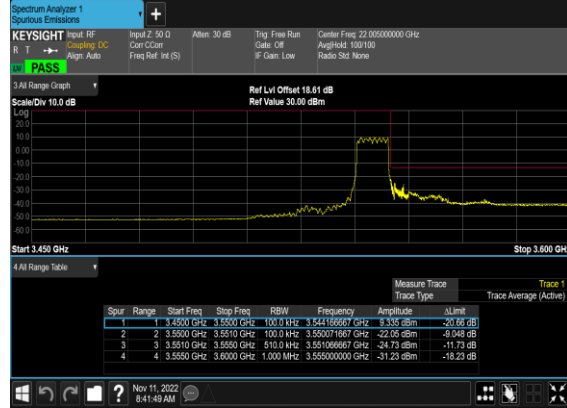 Spectrum Analyzer 1
Spurious Emissions
+
KEYSIGHT Input: RF Input Z: 50 Ω Atten: 30 dB Trig: Free Run Center Freq: 22.005000000 GHz
R T Coupling: DC Corr CCorr Gate: Off Avg|Hold: 100/100
Align: Auto Freq Ref: Int (S) IF Gain: Low Radio Std: None
PASS
3 All Range Graph
Ref Lvl Offset 18.61 dB
Scale/Div 10.0 dB Ref Value 30.00 dBm
Log
20.0
10.0
0.00
-10.0
-20.0
-30.0
-40.0
-50.0
-60.0
Start 3.450 GHz Stop 3.600 GHz
4 All Range Table
Measure Trace Trace 1
Trace Type Trace Average (Active)
Spur Range Start Freq Stop Freq RBW Frequency Amplitude ΔLimit
1 1 3.4500 GHz 3.5500 GHz 100.0 kHz 3.544166667 GHz 9.335 dBm -20.66 dB
2 2 3.5500 GHz 3.5510 GHz 100.0 kHz 3.550071667 GHz -22.05 dBm -9.048 dB
3 3 3.5510 GHz 3.5550 GHz 510.0 kHz 3.551066667 GHz -24.73 dBm -11.73 dB
4 4 3.5550 GHz 3.6000 GHz 1.000 MHz 3.555000000 GHz -31.23 dBm -18.23 dB
? Nov 11, 2022
8:41:49 AM